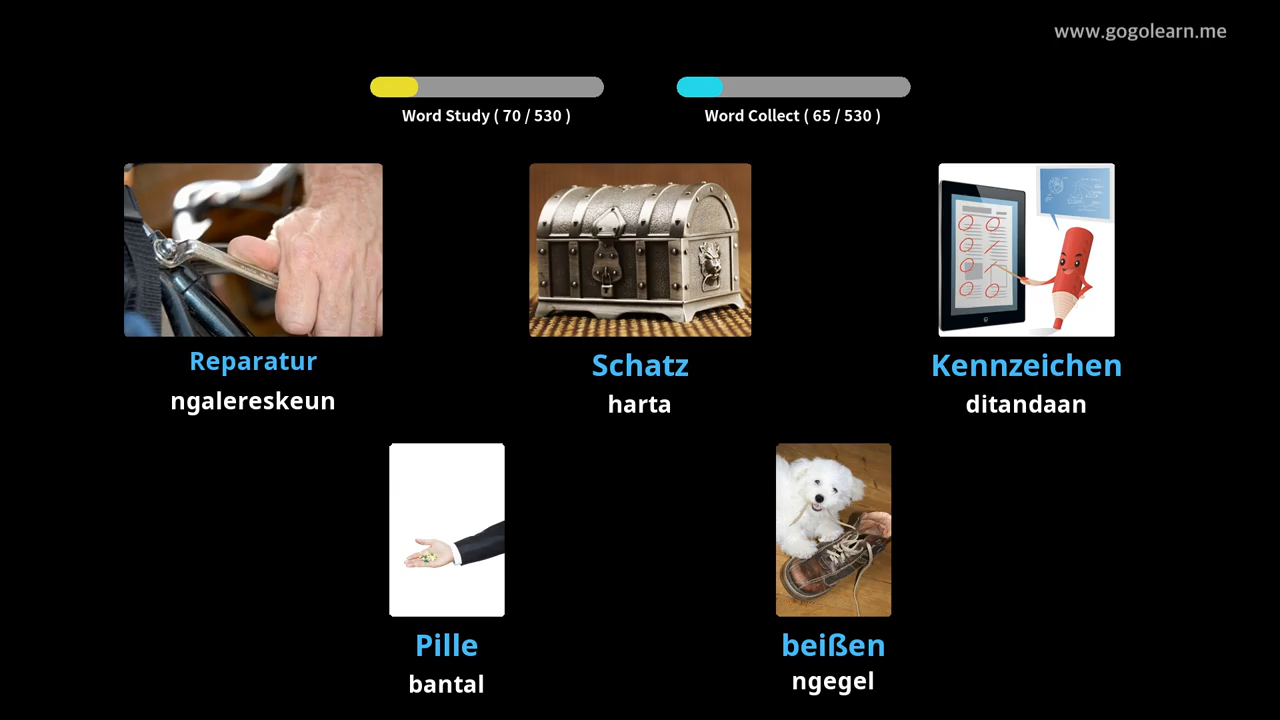 www.gogolearn.me
Word Study ( 70 / 530 )
Word Collect ( 65 / 530 )
Reparatur
ngalereskeun
Schatz
harta
Kennzeichen
ditandaan
Pille
bantal
beißen
ngegel